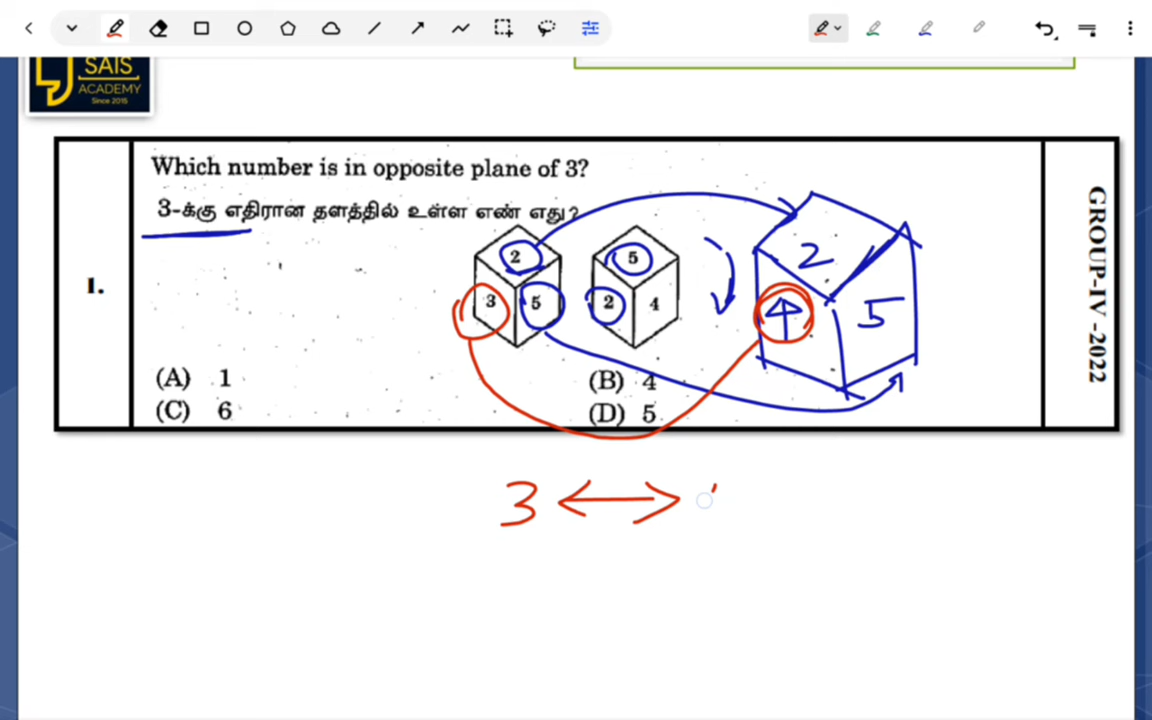 SAIS
ACADEMY
Since 2015
1.
Which number is in opposite plane of 3?
3-க்கு எதிரான தளத்தில் உள்ள எண் எது?
2
3 5
5
2 4
2
4 5
(A) 1
(B) 4
(C) 6
(D) 5
GROUP-IV -2022
3 ↔